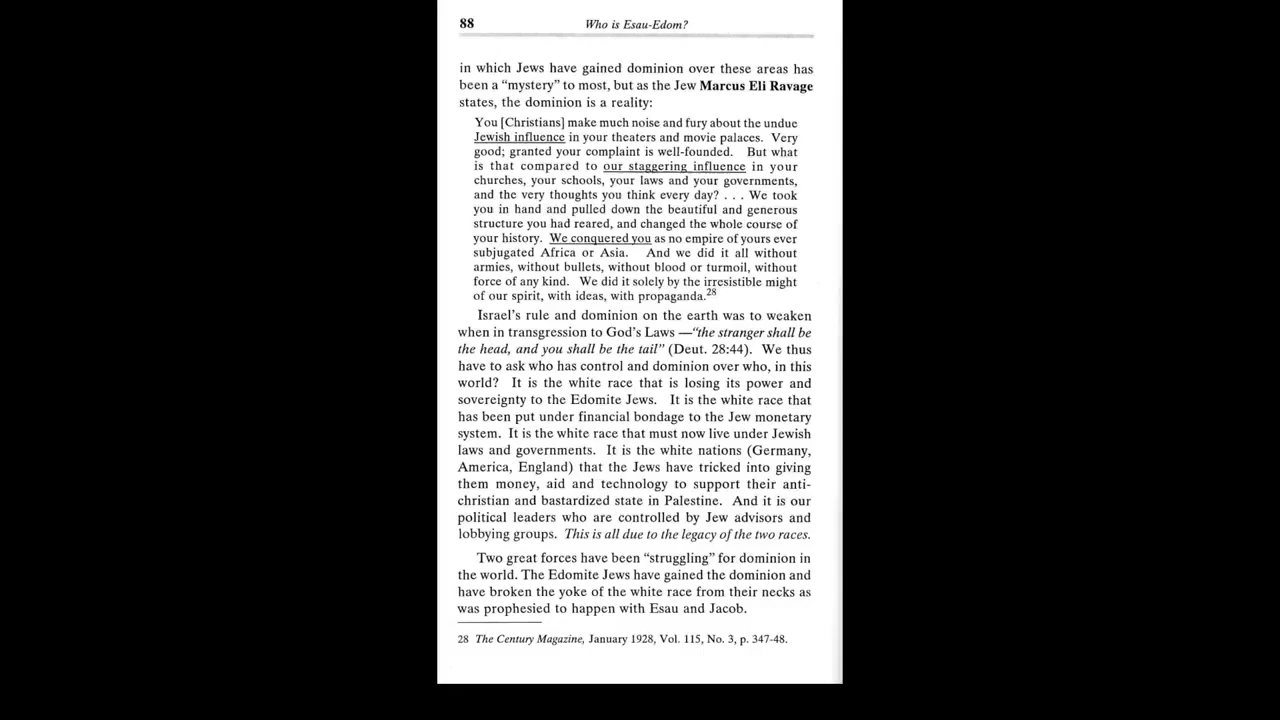 88
Who is Esau-Edom?
in which Jews have gained dominion over these areas has
been a “mystery” to most, but as the Jew Marcus Eli Ravage
states, the dominion is a reality:
You [Christians] make much noise and fury about the undue
Jewish influence in your theaters and movie palaces. Very
good; granted your complaint is well-founded. But what
is that compared to our staggering influence in your
churches, your schools, your laws and your governments,
and the very thoughts you think every day? . . . We took
you in hand and pulled down the beautiful and generous
structure you had reared, and changed the whole course of
your history. We conquered you as no empire of yours ever
subjugated Africa or Asia. And we did it all without
armies, without bullets, without blood or turmoil, without
force of any kind. We did it solely by the irresistible might
of our spirit, with ideas, with propaganda.28
Israel’s rule and dominion on the earth was to weaken
when in transgression to God’s Laws —“the stranger shall be
the head, and you shall be the tail” (Deut. 28:44). We thus
have to ask who has control and dominion over who, in this
world? It is the white race that is losing its power and
sovereignty to the Edomite Jews. It is the white race that
has been put under financial bondage to the Jew monetary
system. It is the white race that must now live under Jewish
laws and governments. It is the white nations (Germany,
America, England) that the Jews have tricked into giving
them money, aid and technology to support their anti-
christian and bastardized state in Palestine. And it is our
political leaders who are controlled by Jew advisors and
lobbying groups. This is all due to the legacy of the two races.
Two great forces have been “struggling” for dominion in
the world. The Edomite Jews have gained the dominion and
have broken the yoke of the white race from their necks as
was prophesied to happen with Esau and Jacob.
28 The Century Magazine, January 1928, Vol. 115, No. 3, p. 347-48.